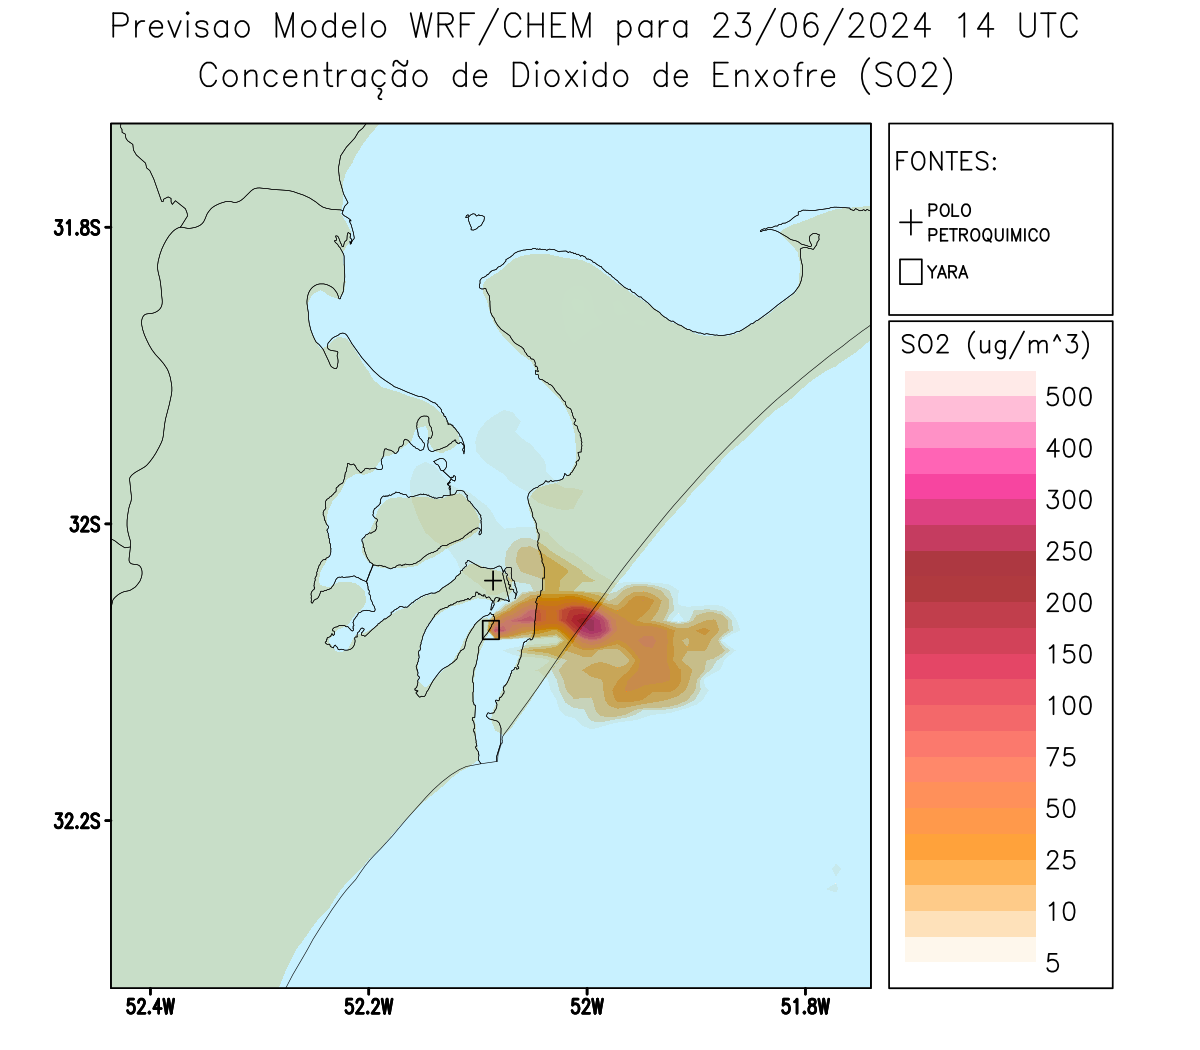 Previsao Modelo WRF/CHEM para 23/06/2024 14 UTC
Concentração de Dioxido de Enxofre (SO2)
FONTES:
POLO
PETROQUIMICO
YARA
31.8S
32S
32.2S
52.4W
52.2W
52W
51.8W
SO2 (ug/m^3)
500
400
300
250
200
150
100
75
50
25
10
5